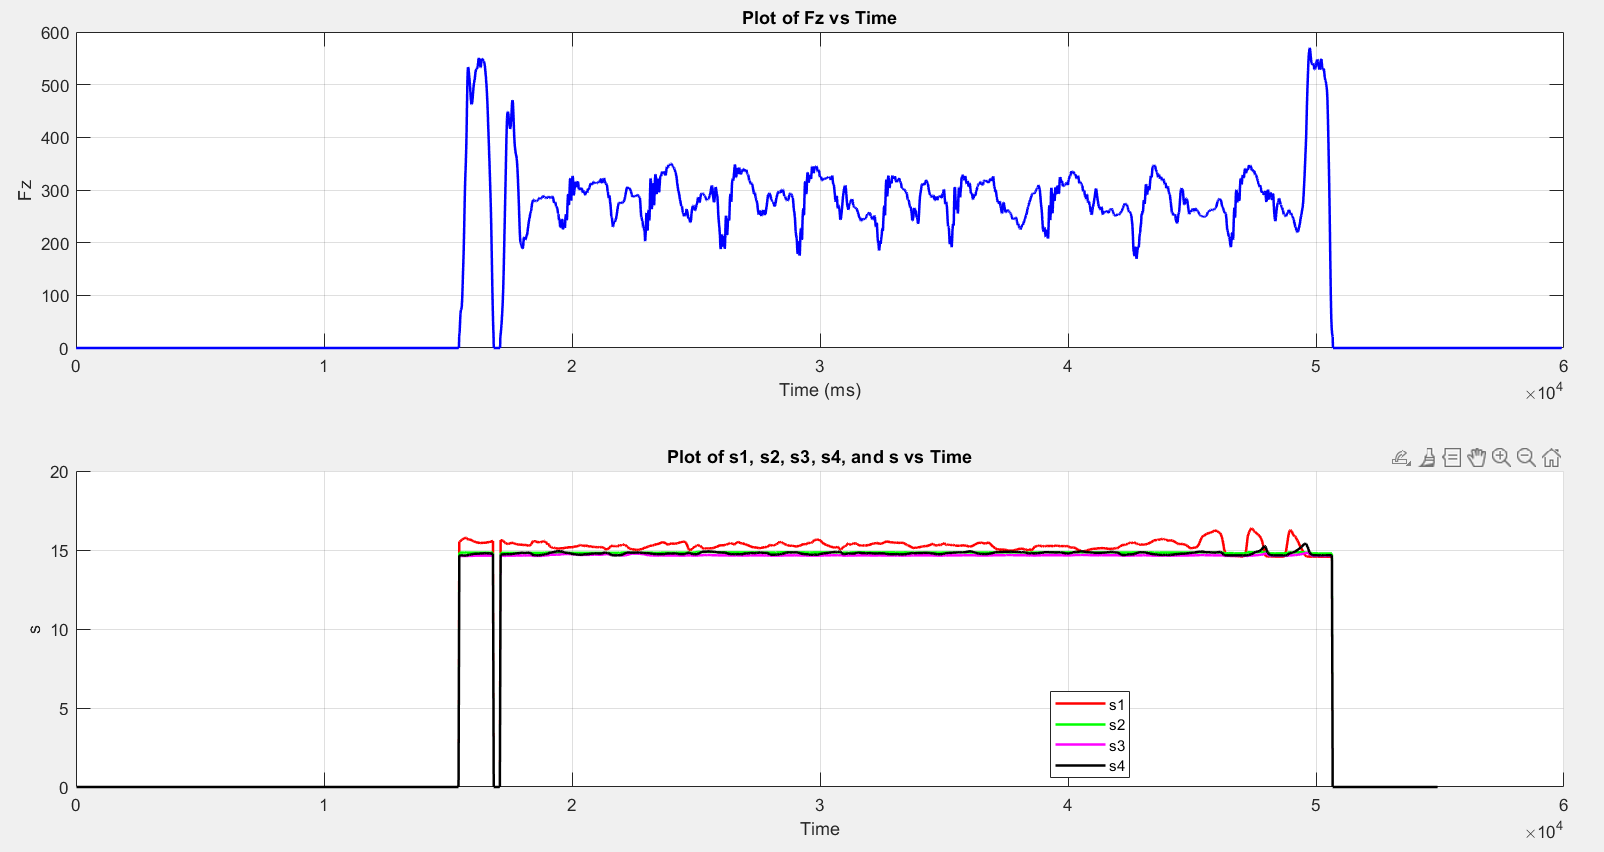 Plot of Fz vs Time
600
500
400
300
200
100
0
Fz
0 1 2 3 4 5 6
Time (ms)
×10^4
Plot of s1, s2, s3, s4, and s vs Time
20
15
10
5
0
s
s1
s2
s3
s4
0 1 2 3 4 5 6
Time
×10^4